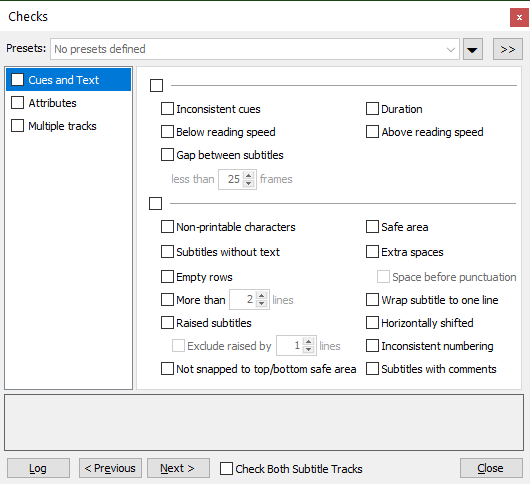 Checks
Presets: No presets defined >>
Cues and Text
Attributes
Multiple tracks
Inconsistent cues Duration
Below reading speed Above reading speed
Gap between subtitles
less than 25 frames
Non-printable characters Safe area
Subtitles without text Extra spaces
Empty rows Space before punctuation
More than 2 lines Wrap subtitle to one line
Raised subtitles Horizontally shifted
Exclude raised by 1 lines Inconsistent numbering
Not snapped to top/bottom safe area Subtitles with comments
Log < Previous Next > Check Both Subtitle Tracks Close